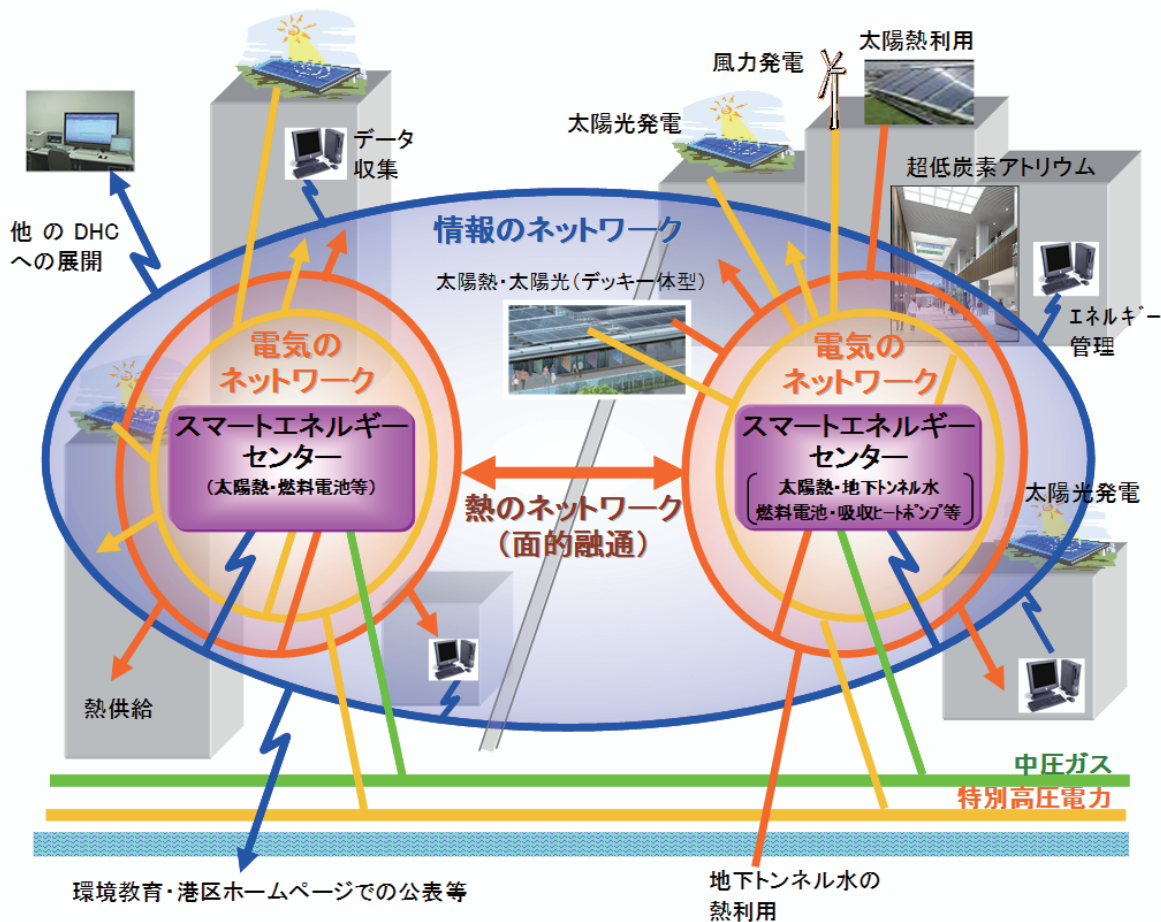 太陽熱利用
風力発電
太陽光発電
データ
収集
超低炭素アトリウム
他 の DHC
への展開
情報のネットワーク
太陽熱・太陽光(デッキ一体型)
エネルギー
管理
電気の
ネットワーク
電気の
ネットワーク
スマートエネルギー
センター
(太陽熱・燃料電池等)
スマートエネルギー
センター
太陽熱・地下トンネル水
燃料電池・吸収ヒートポンプ等
熱のネットワーク
(面的融通)
太陽光発電
熱供給
中圧ガス
特別高圧電力
環境教育・港区ホームページでの公表等
地下トンネル水の
熱利用